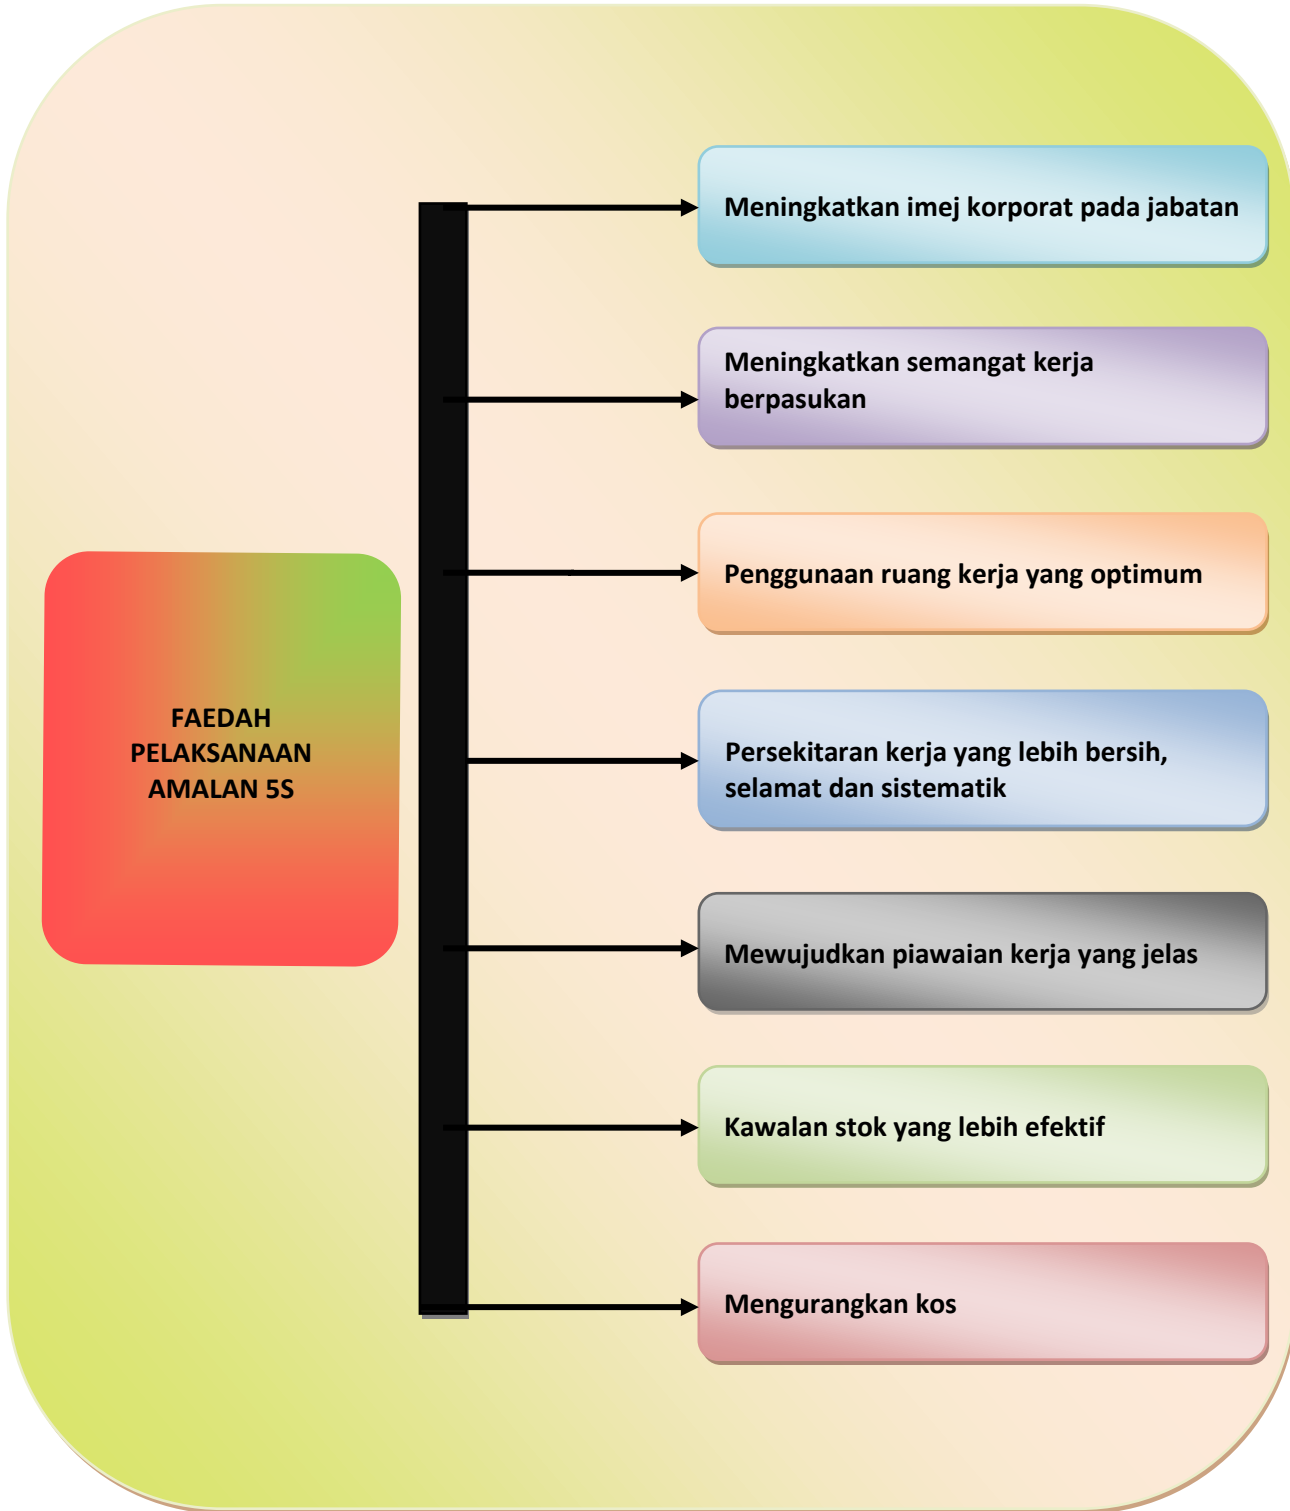 Meningkatkan imej korporat pada jabatan
Meningkatkan semangat kerja
berpasukan
Penggunaan ruang kerja yang optimum
FAEDAH
PELAKSANAAN
AMALAN 5S
Persekitaran kerja yang lebih bersih,
selamat dan sistematik
Mewujudkan piawaian kerja yang jelas
Kawalan stok yang lebih efektif
Mengurangkan kos